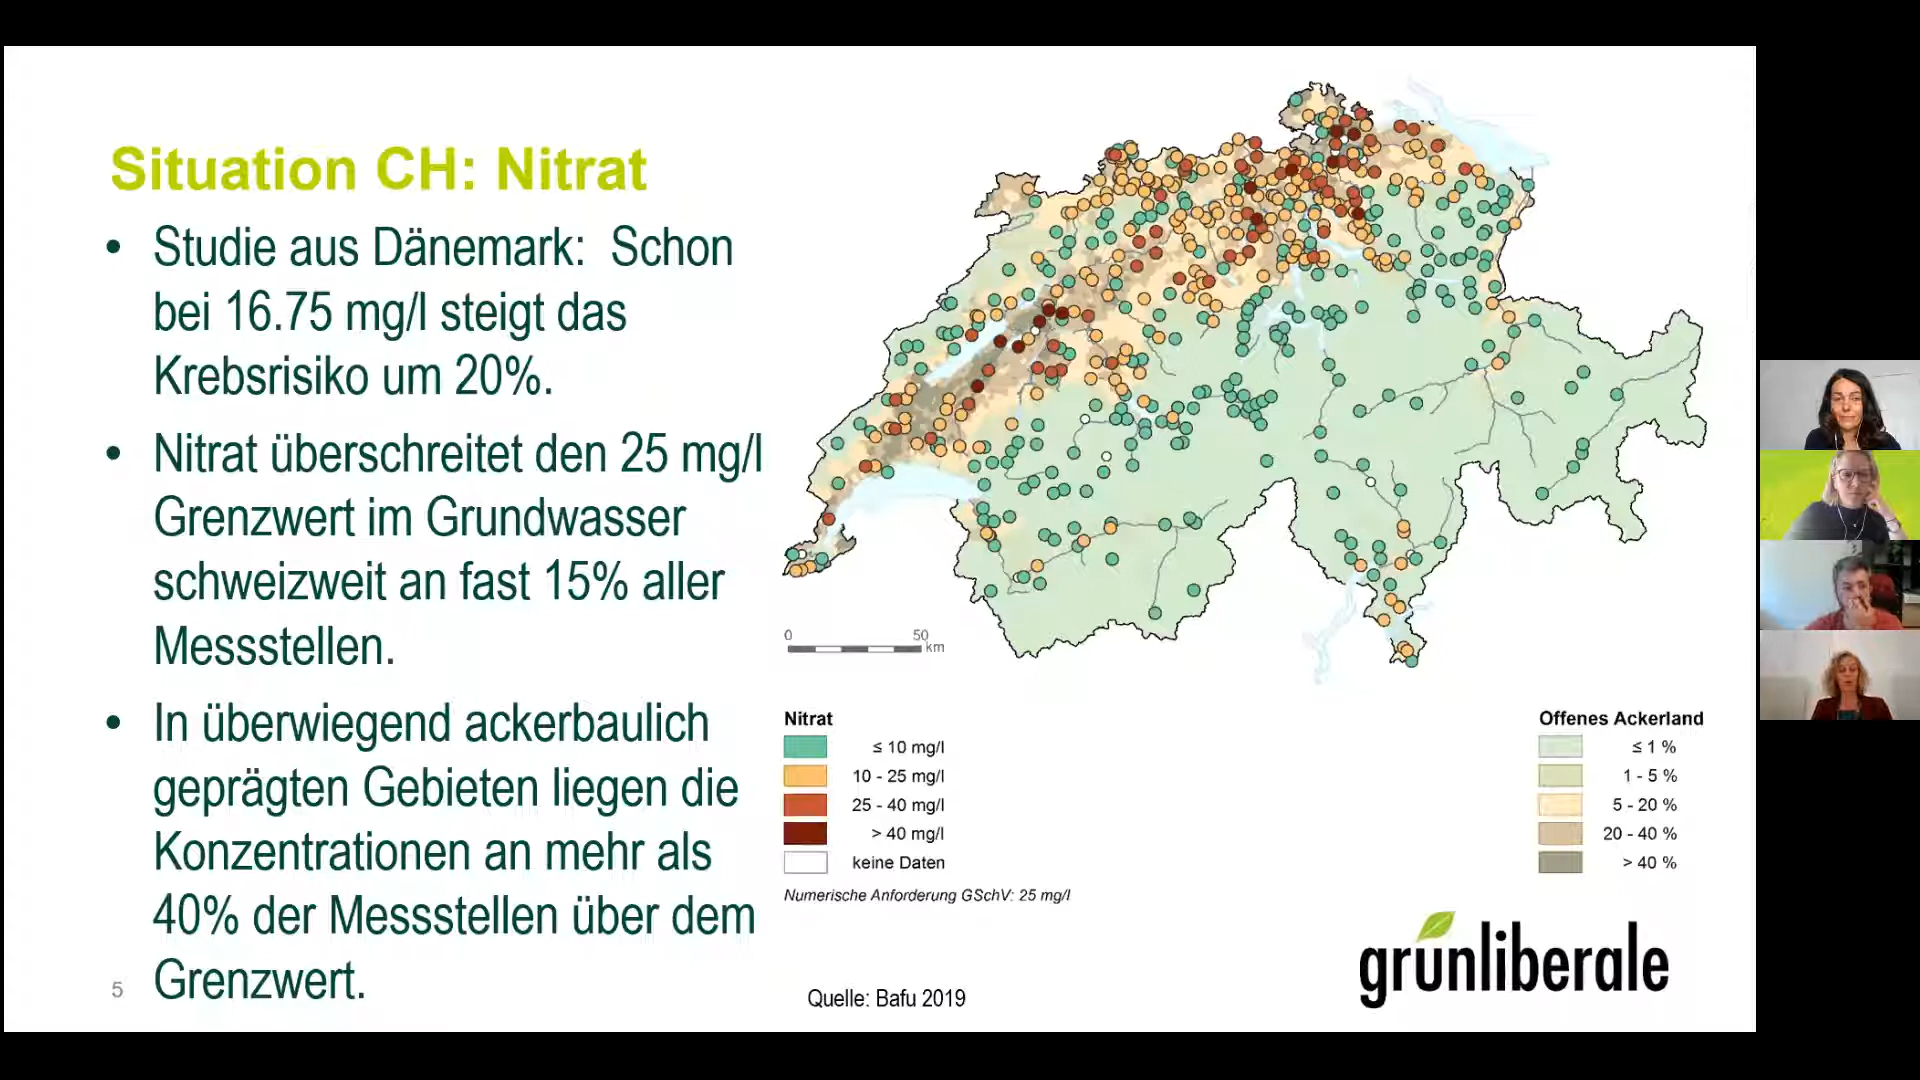 Situation CH: Nitrat
• Studie aus Dänemark: Schon
bei 16.75 mg/l steigt das
Krebsrisiko um 20%.
• Nitrat überschreitet den 25 mg/l
Grenzwert im Grundwasser
schweizweit an fast 15% aller
Messstellen.
• In überwiegend ackerbaulich
geprägten Gebieten liegen die
Konzentrationen an mehr als
40% der Messstellen über dem
Grenzwert.
5
0 50
km
Nitrat
≤ 10 mg/l
10 - 25 mg/l
25 - 40 mg/l
> 40 mg/l
keine Daten
Numerische Anforderung GSchV: 25 mg/l
Offenes Ackerland
≤ 1 %
1 - 5 %
5 - 20 %
20 - 40 %
> 40 %
Quelle: Bafu 2019
grünliberale